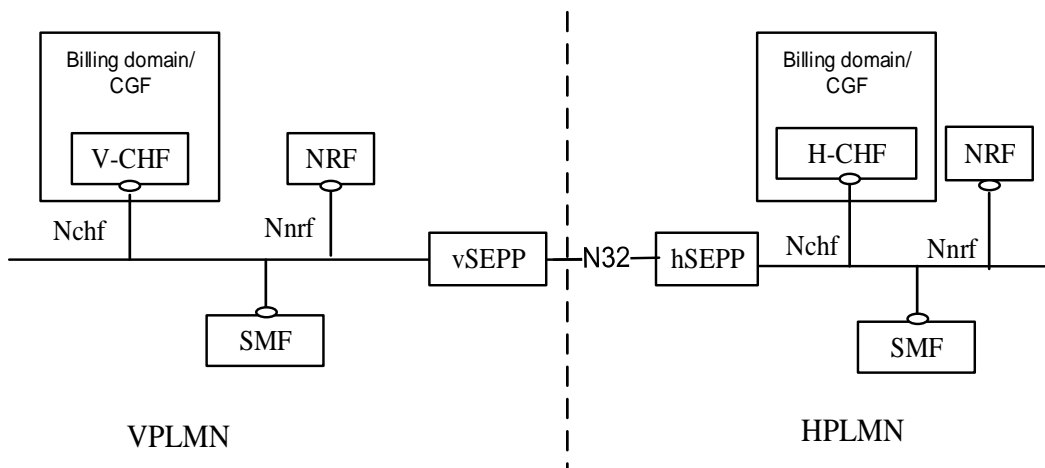 Billing domain/
CGF
V-CHF
NRF
Nchf
Nnrf
vSEPP
SMF
VPLMN
N32
Billing domain/
CGF
H-CHF
NRF
hSEPP
Nchf
Nnrf
SMF
HPLMN